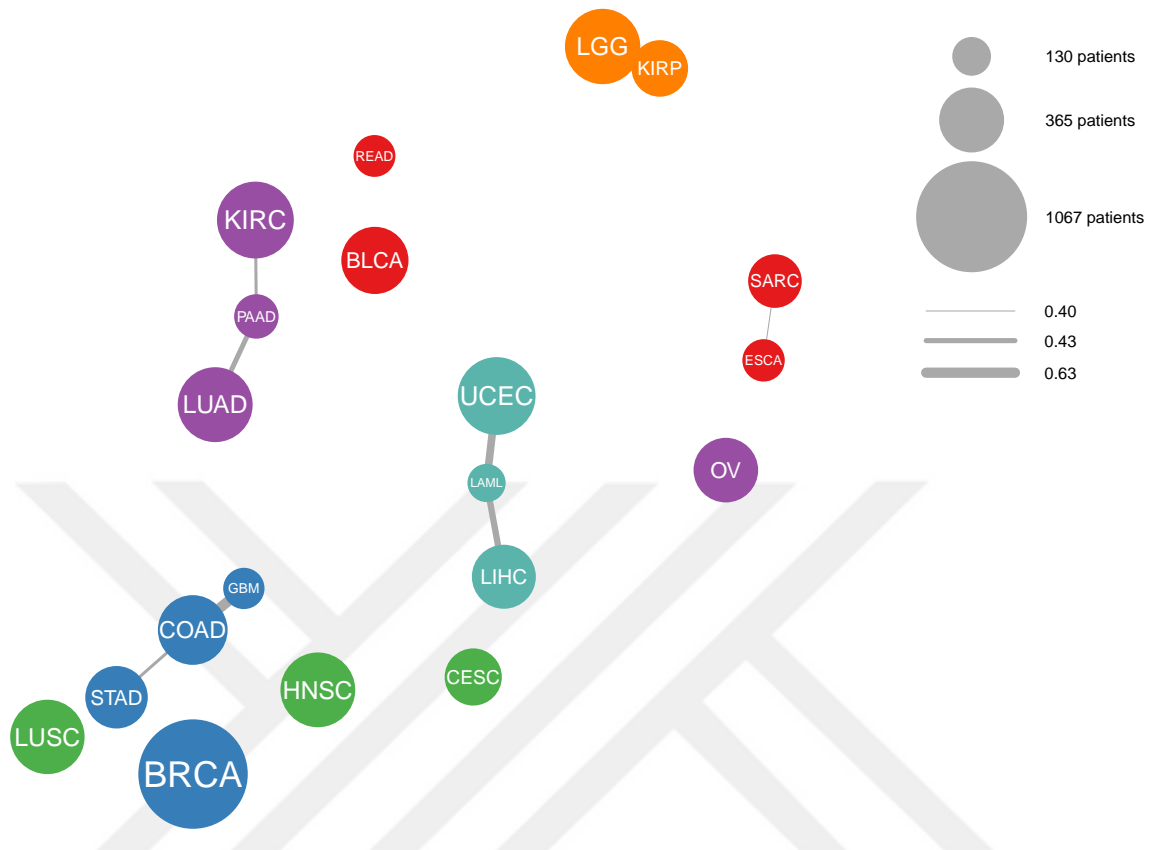 LGG
KIRP
130 patients
365 patients
READ
KIRC
1067 patients
BLCA
SARC
0.40
PAAD
0.43
ESCA
0.63
UCEC
LUAD
OV
LAML
LIHC
GBM
COAD
CESC
HNSC
STAD
LUSC
BRCA